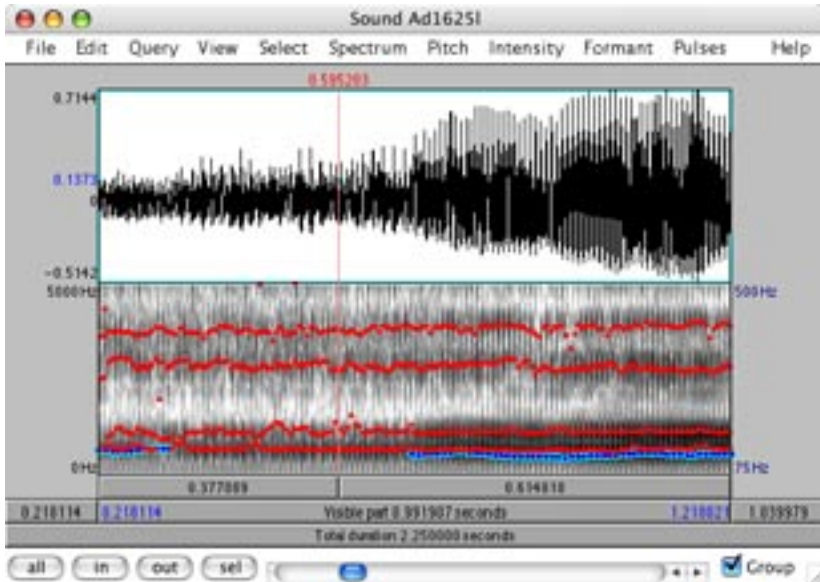 Sound Ad1625l
File Edit Query View Select Spectrum Pitch Intensity Formant Pulses Help
0.595203
0.7144
0.1373
0
-0.5142
5000Hz 500Hz
0Hz 75Hz
0.377089 0.614818
0.218114 0.218114 Visible part 0.991907 seconds 1.039979
Total duration 2.250000 seconds
all in out sel Group